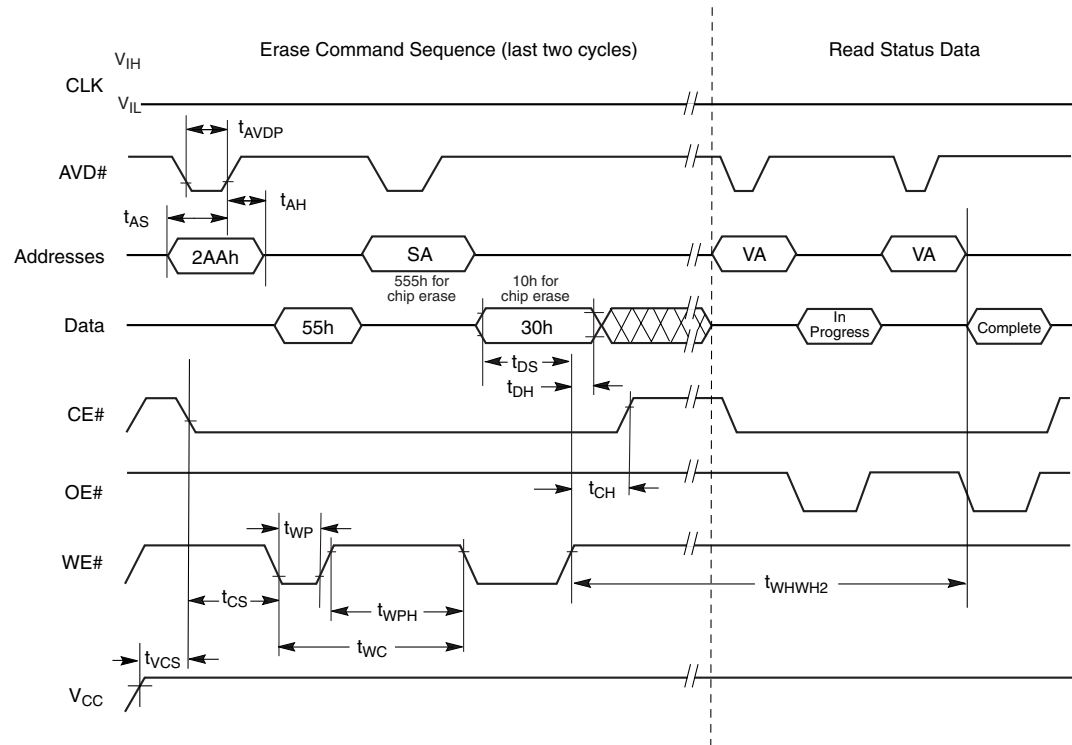 Erase Command Sequence (last two cycles)
Read Status Data
VIH
CLK
VIL
tAVDP
AVD#
tAH
tAS
Addresses
2AAh
SA
VA
VA
555h for
chip erase
10h for
chip erase
Data
55h
30h
In
Progress
Complete
tDS
tDH
CE#
OE#
tCH
tWP
WE#
tWHWH2
tCS
tWPH
tWC
tVCS
VCC